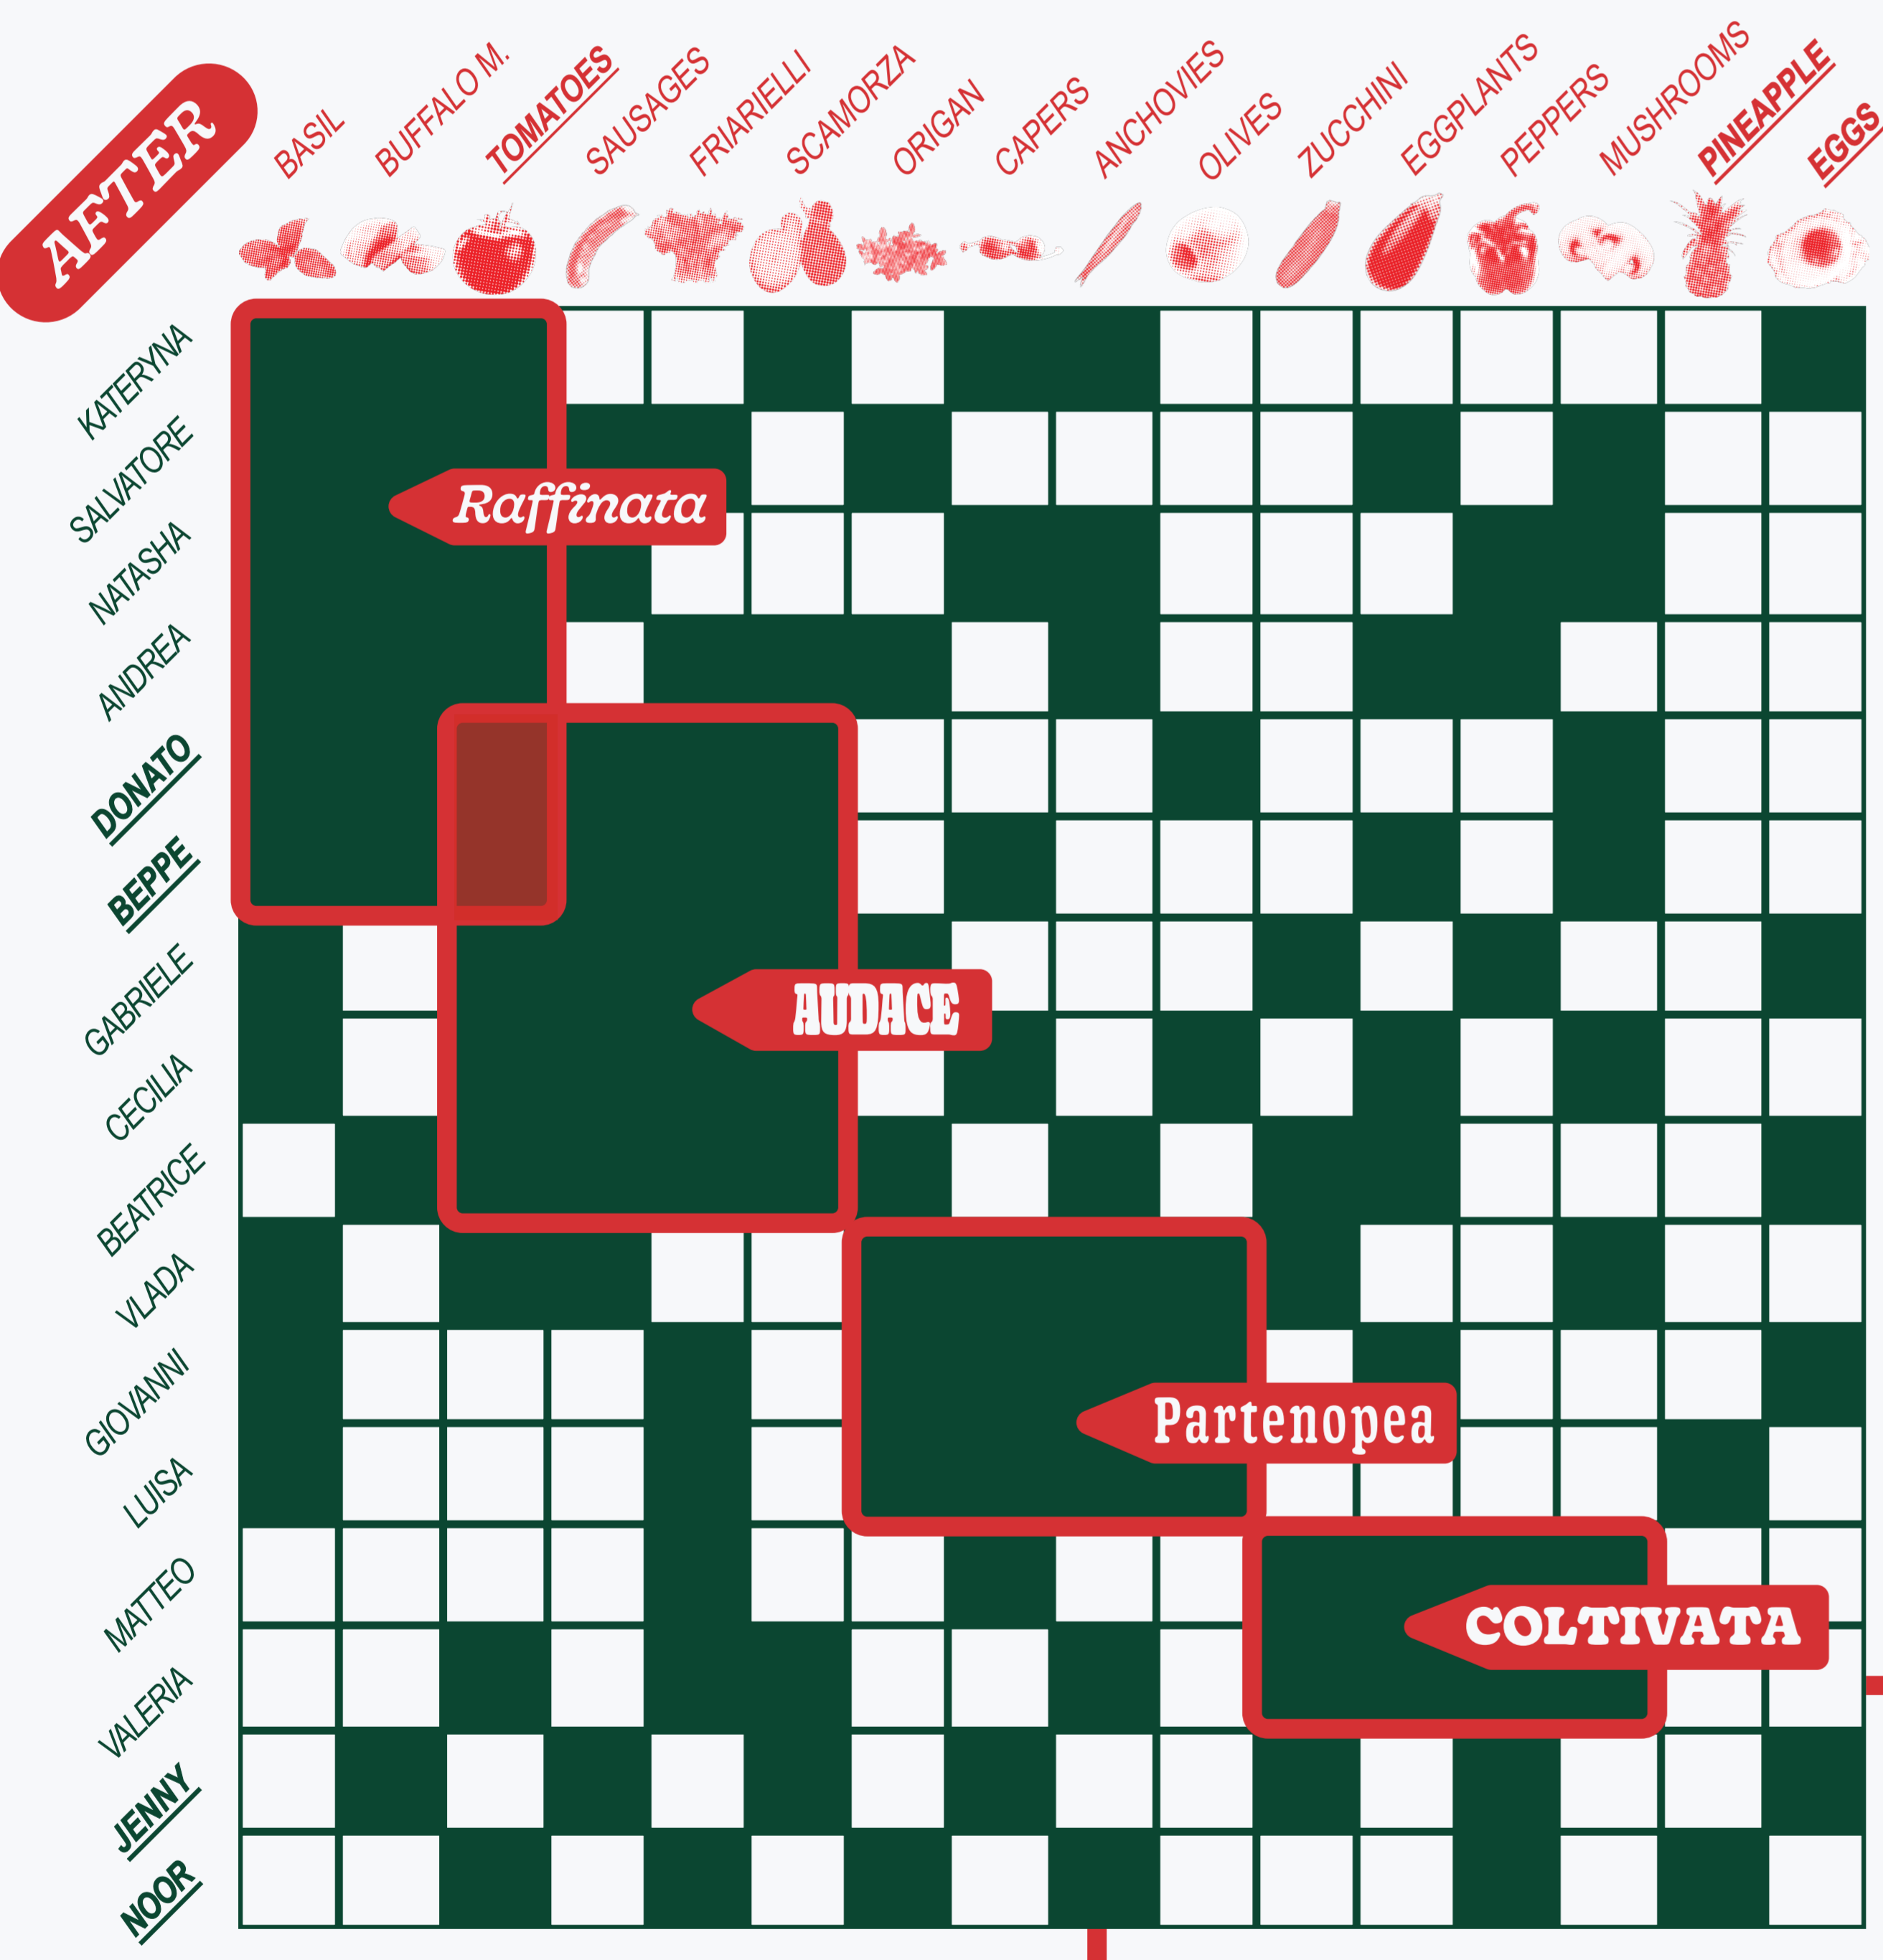 AFTER
BASIL
BUFFALO M.
TOMATOES
SAUSAGES
FRIARIELLI
SCAMORZA
ORIGAN
CAPERS
ANCHOVIES
OLIVES
ZUCCHINI
EGGPLANTS
PEPPERS
MUSHROOMS
PINEAPPLE
EGGS
KATERYNA
SALVATORE
Raffinata
NATASHA
ANDREA
DONATO
BEPPE
GABRIELE
AUDACE
CECILIA
BEATRICE
VLADA
GIOVANNI
Partenopea
LUISA
MATTEO
COLTIVATA
VALERIA
JENNY
NOOR